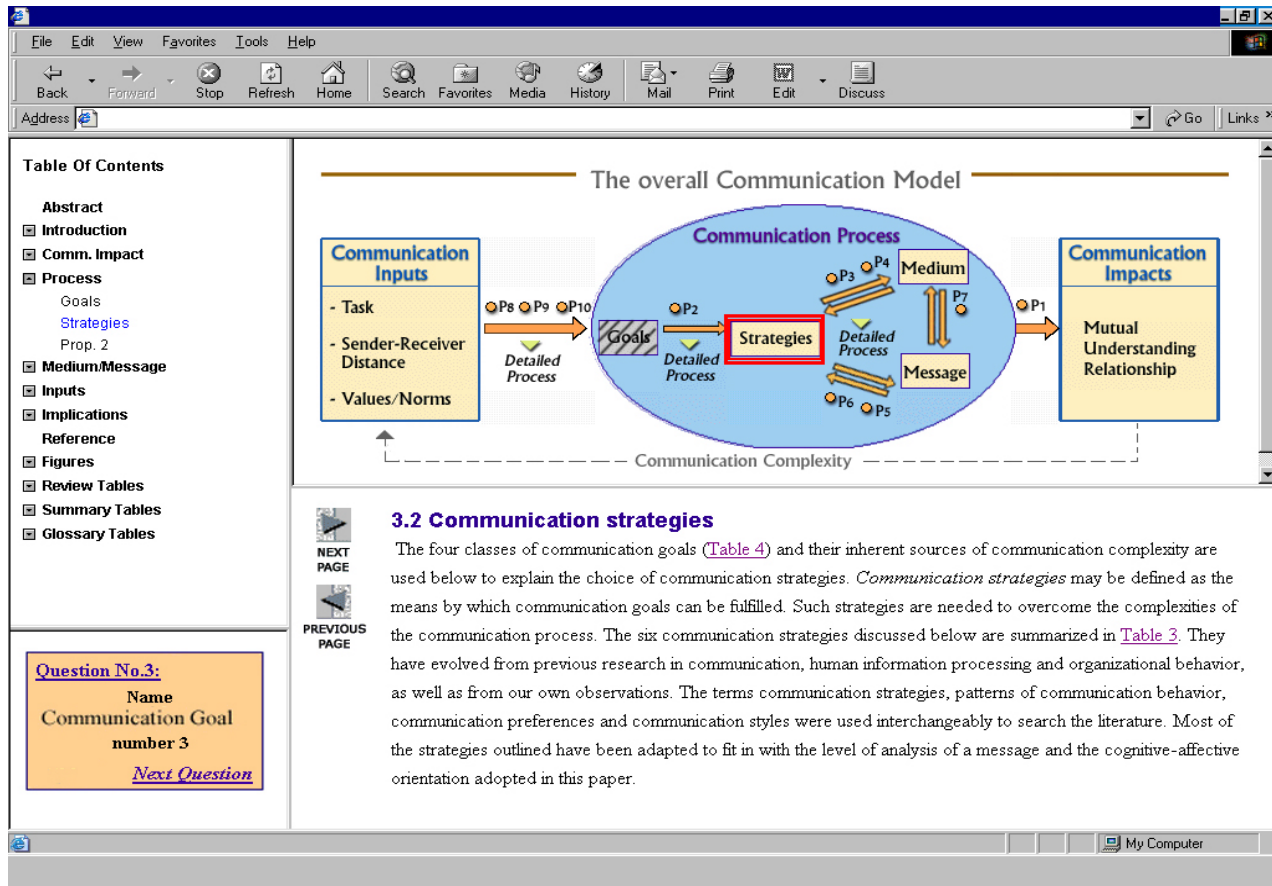 File Edit View Favorites Tools Help
Back Forward Stop Refresh Home Search Favorites Media History Mail Print Edit Discuss
Address Go Links »
Table Of Contents
Abstract
Introduction
Comm. Impact
Process
Goals
Strategies
Prop. 2
Medium/Message
Inputs
Implications
Reference
Figures
Review Tables
Summary Tables
Glossary Tables
Question No.3:
Name
Communication Goal
number 3
Next Question
The overall Communication Model
Communication
Inputs
- Task
- Sender-Receiver
Distance
- Values/Norms
P8 P9 P10
Detailed
Process
Communication Process
Goals
P2
Detailed
Process
Strategies
P3 P4
Medium
P7
Detailed
Process
Message
P6 P5
P1
Communication
Impacts
Mutual
Understanding
Relationship
Communication Complexity
NEXT
PAGE
PREVIOUS
PAGE
3.2 Communication strategies
The four classes of communication goals (Table 4) and their inherent sources of communication complexity are
used below to explain the choice of communication strategies. Communication strategies may be defined as the
means by which communication goals can be fulfilled. Such strategies are needed to overcome the complexities of
the communication process. The six communication strategies discussed below are summarized in Table 3. They
have evolved from previous research in communication, human information processing and organizational behavior,
as well as from our own observations. The terms communication strategies, patterns of communication behavior,
communication preferences and communication styles were used interchangeably to search the literature. Most of
the strategies outlined have been adapted to fit in with the level of analysis of a message and the cognitive-affective
orientation adopted in this paper.
My Computer